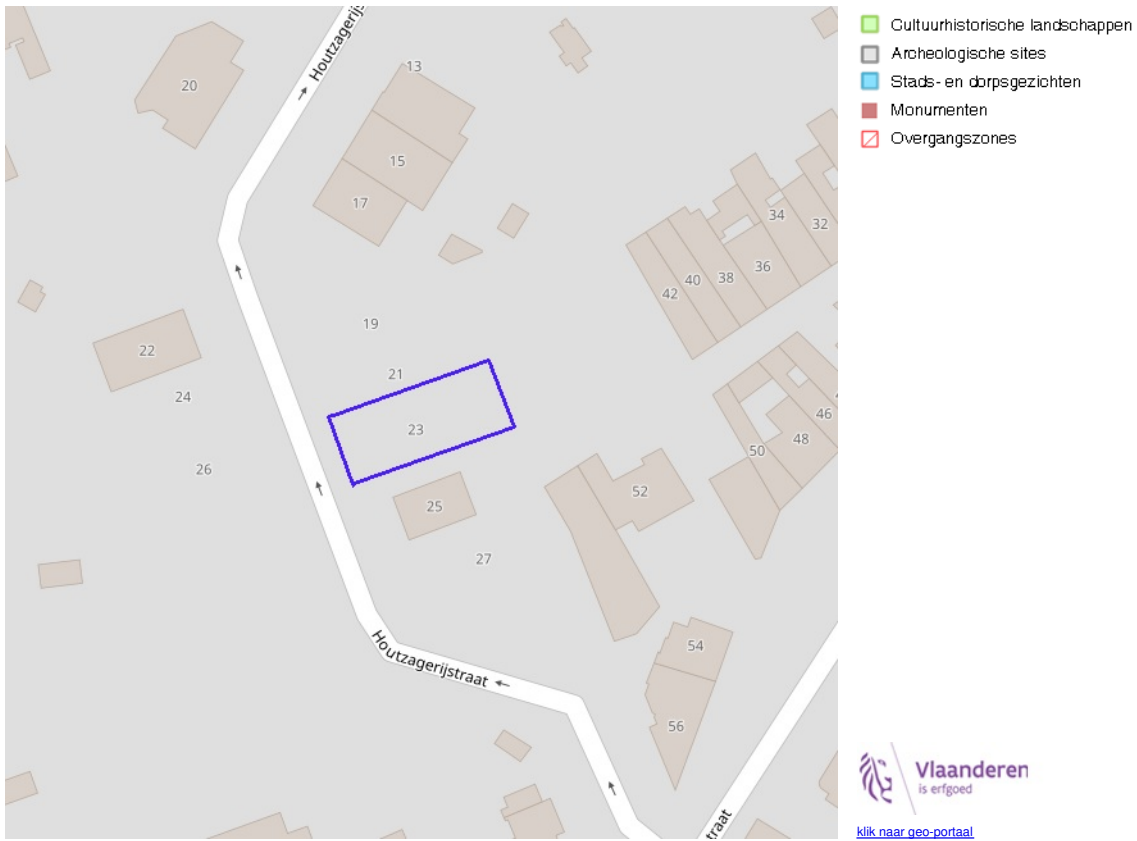 Houtzagerijs
13
20
15
17
34
32
36
38
40
42
19
22
21
24
46
23
48
50
26
52
25
27
Houtzagerijstraat
54
56
traat
Cultuurhistorische landschappen
Archeologische sites
Stads- en dorpsgezichten
Monumenten
Overgangszones
Vlaanderen
is erfgoed
klik naar geo-portaal